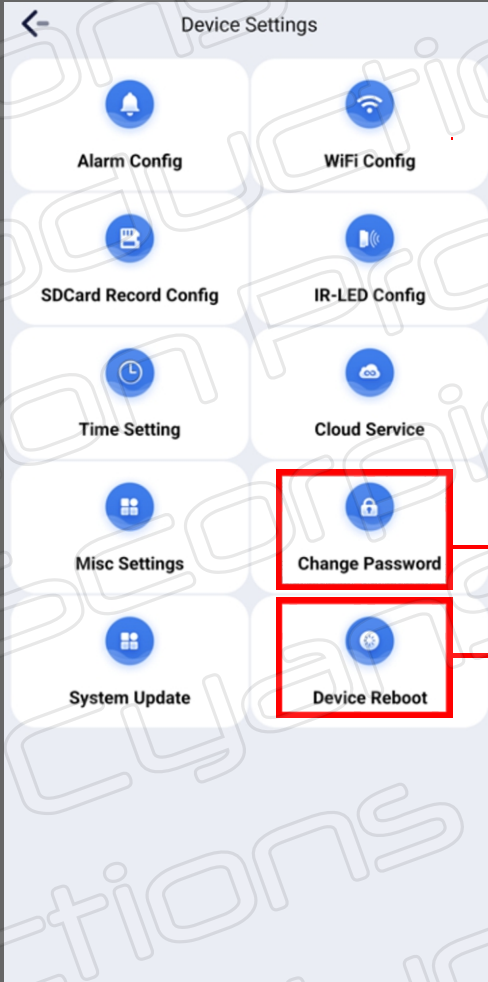 Device Settings
Alarm Config
WiFi Config
SDCard Record Config
IR-LED Config
Time Setting
Cloud Service
Misc Settings
Change Password
System Update
Device Reboot